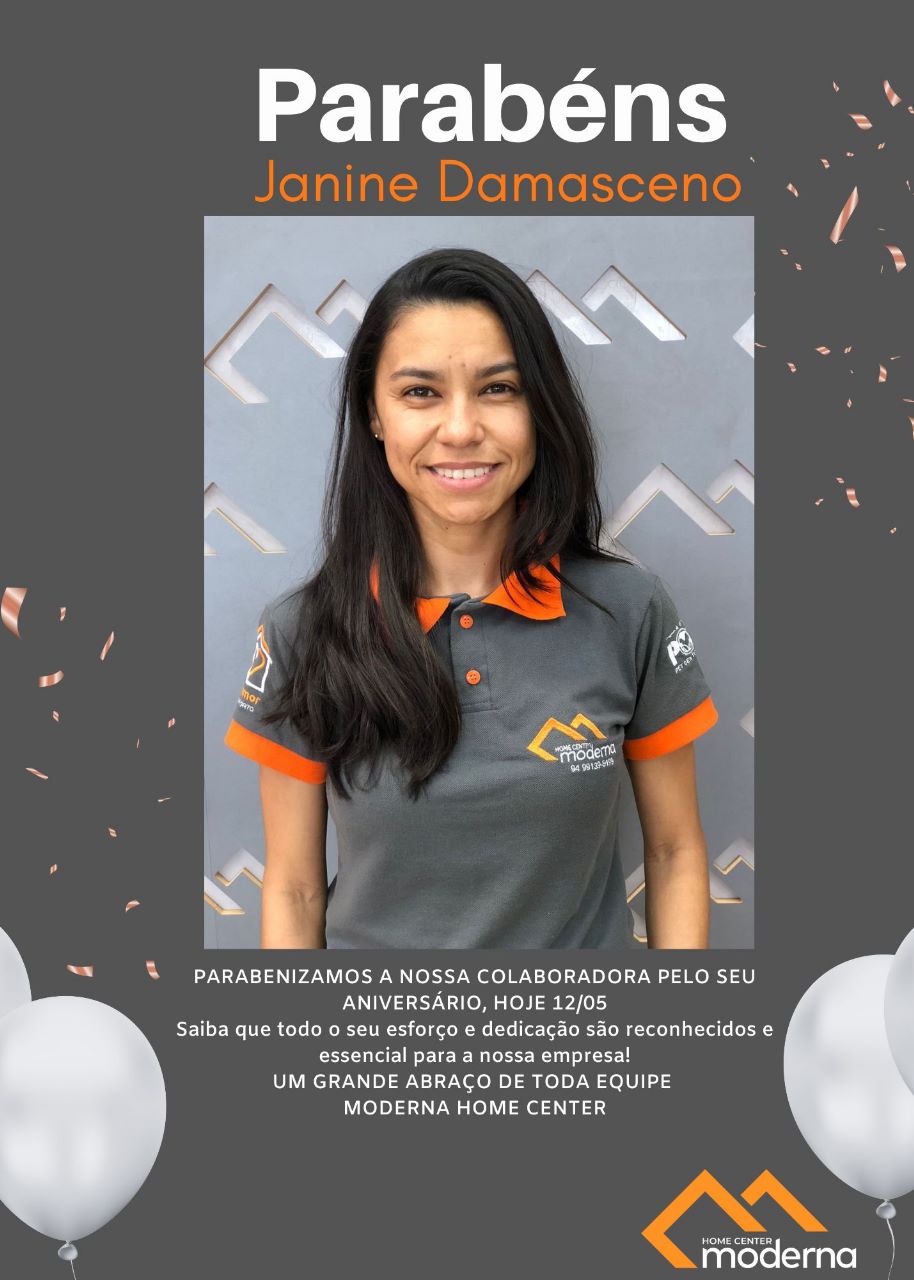 Parabéns
Janine Damasceno
HOME CENTER
moderna
PARABENIZAMOS A NOSSA COLABORADORA PELO SEU
ANIVERSÁRIO, HOJE 12/05
Saiba que todo o seu esforço e dedicação são reconhecidos e
essencial para a nossa empresa!
UM GRANDE ABRAÇO DE TODA EQUIPE
MODERNA HOME CENTER
HOME CENTER
moderna